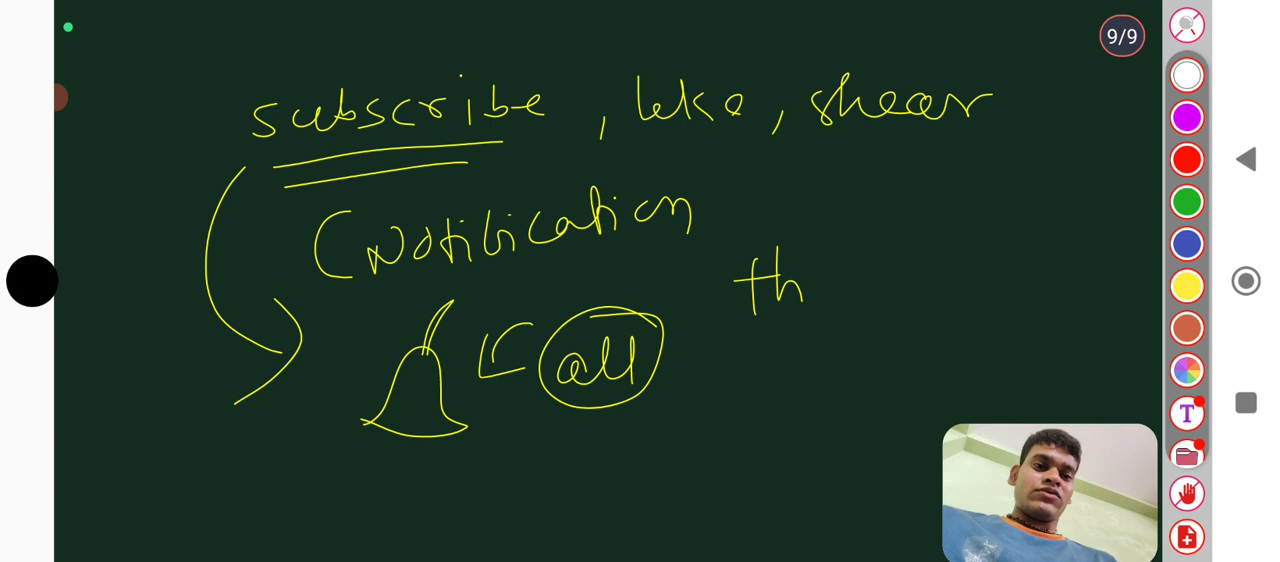 9/9
subscribe, like, shear
(Notification
th
all
T